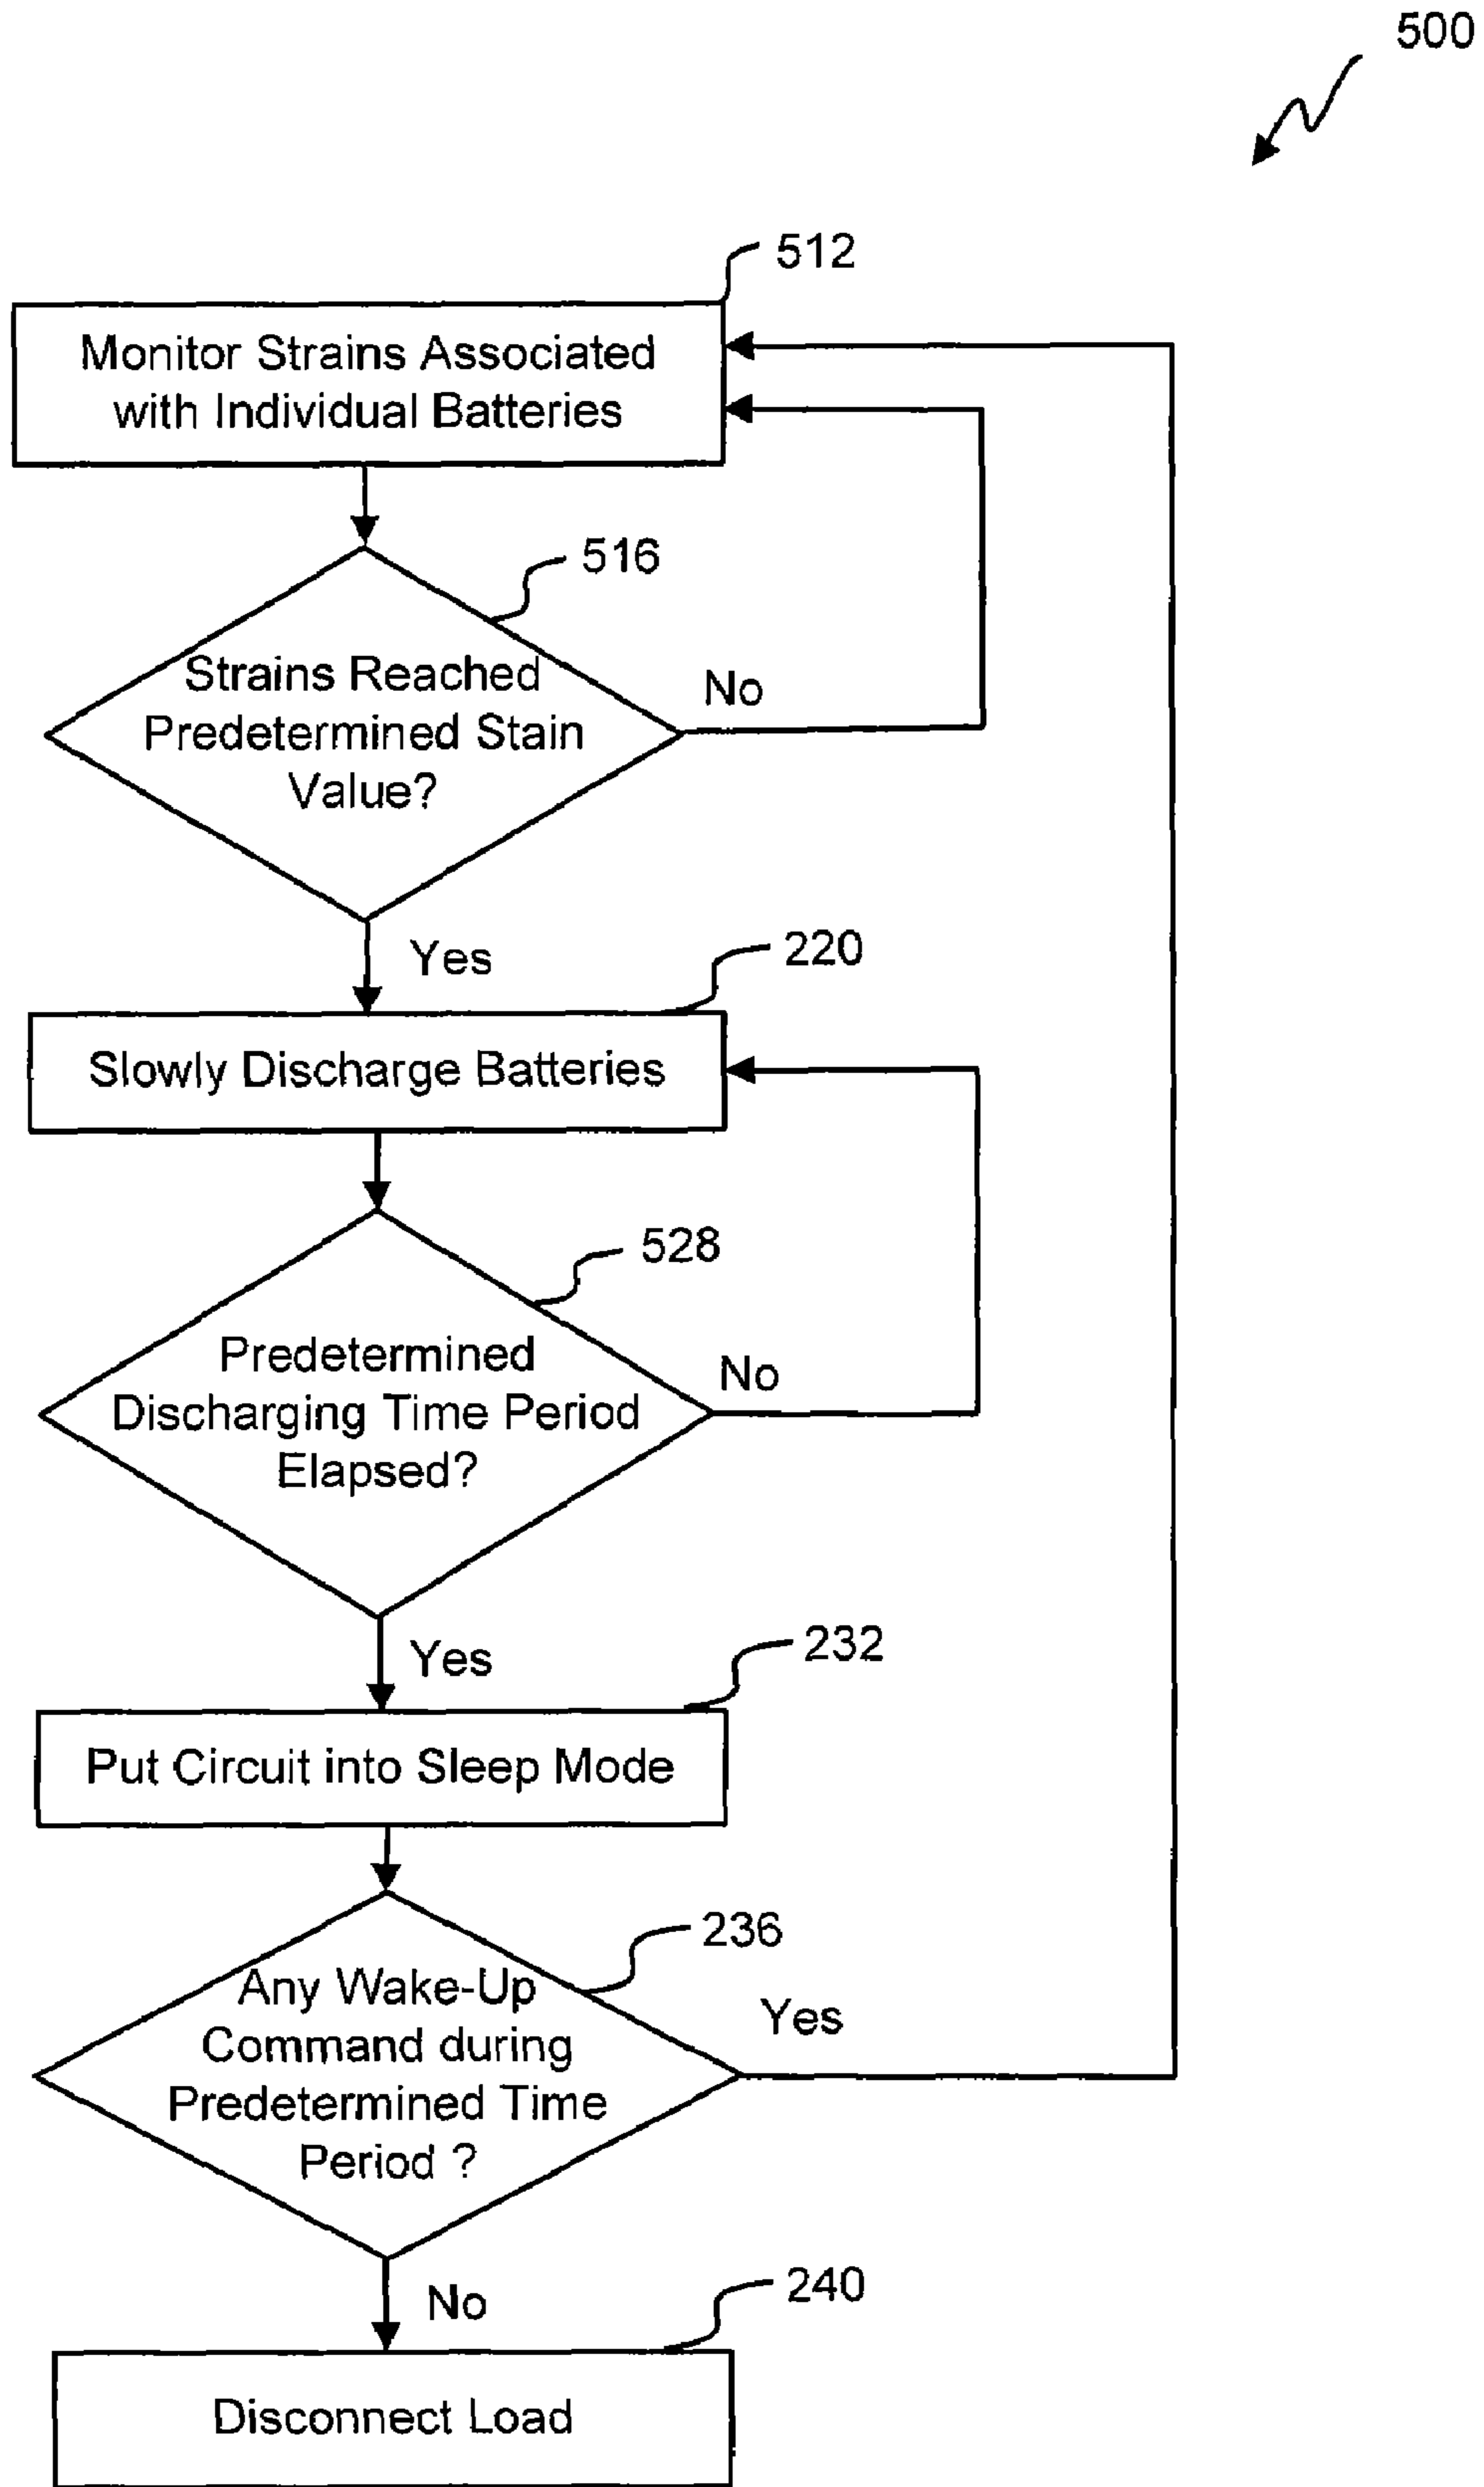 500
512
Monitor Strains Associated
with Individual Batteries
516
Strains Reached
Predetermined Stain
Value?
No
Yes
220
Slowly Discharge Batteries
528
Predetermined
Discharging Time Period
Elapsed?
No
Yes
232
Put Circuit into Sleep Mode
236
Any Wake-Up
Command during
Predetermined Time
Period ?
Yes
No
240
Disconnect Load